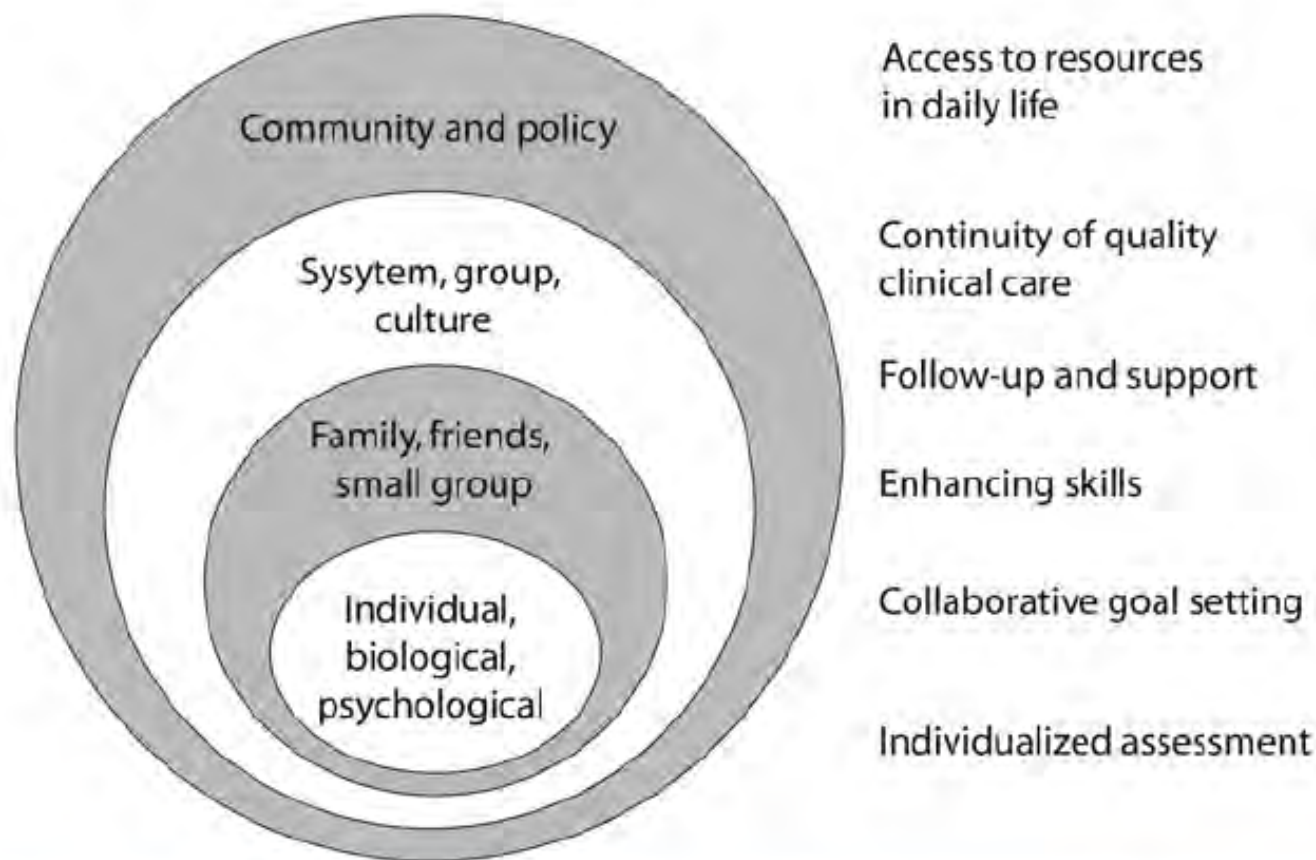 Access to resources
in daily life
Community and policy
Continuity of quality
clinical care
Sysytem, group,
culture
Follow-up and support
Family, friends,
small group
Enhancing skills
Collaborative goal setting
Individual,
biological,
psychological
Individualized assessment